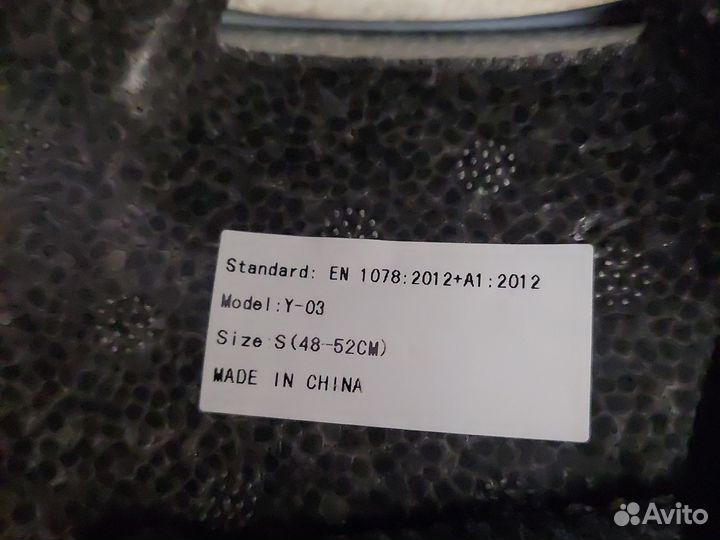 Standard: EN 1078:2012+A1:2012
Model:Y-03
Size S(48-52CM)
MADE IN CHINA
Avito